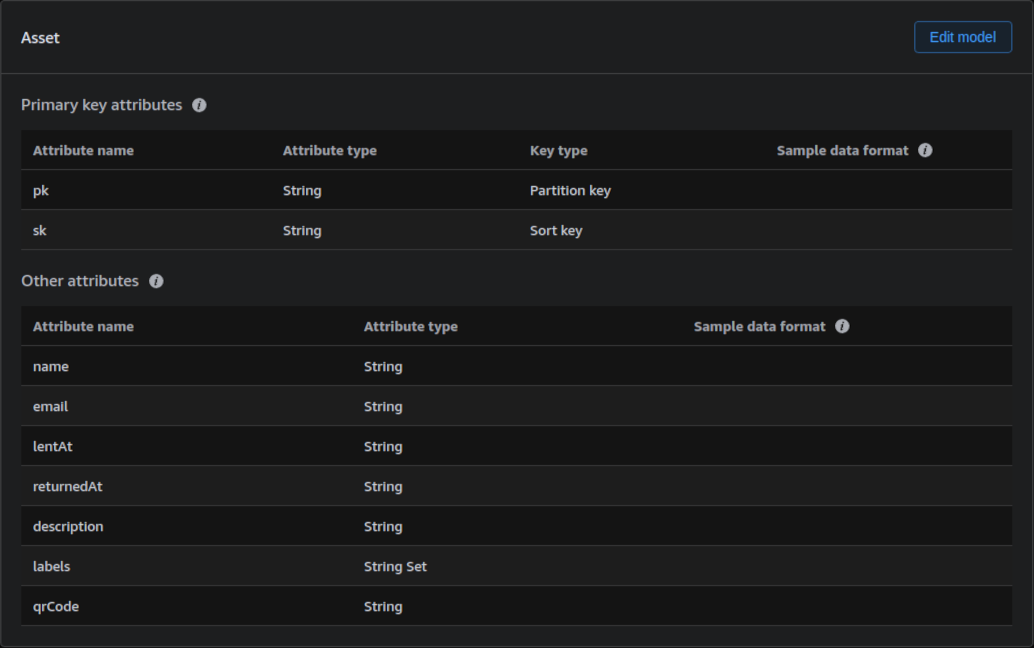 Asset
Edit model
Primary key attributes i
Attribute name Attribute type Key type Sample data format i
pk String Partition key
sk String Sort key
Other attributes i
Attribute name Attribute type Sample data format i
name String
email String
lentAt String
returnedAt String
description String
labels String Set
qrCode String